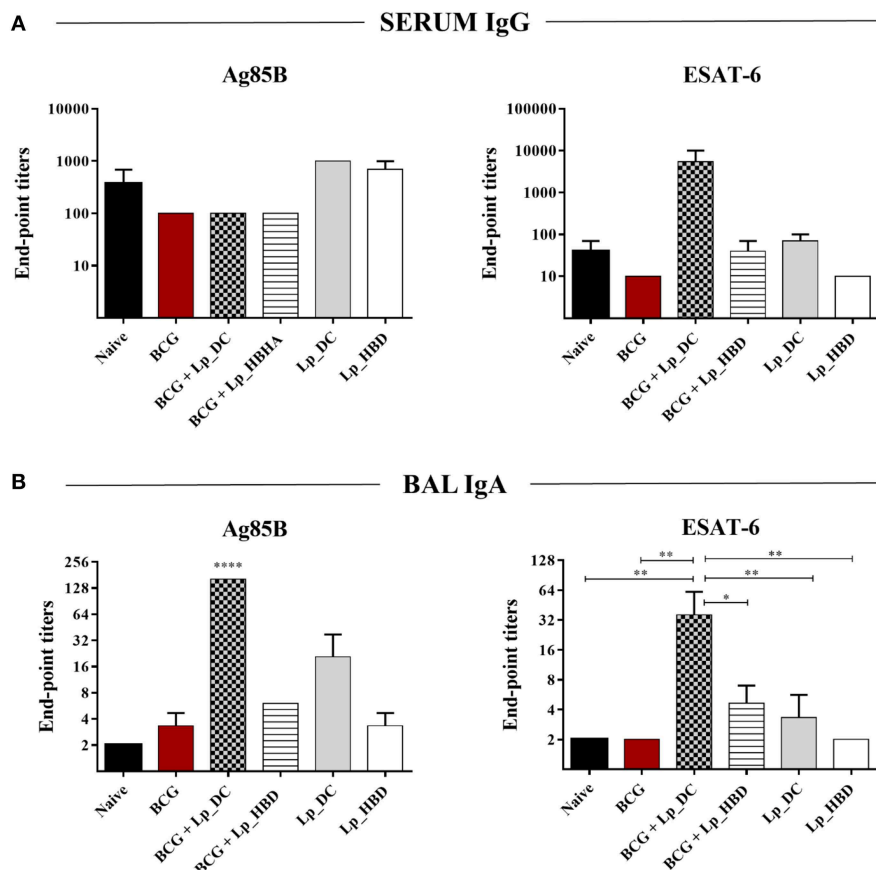 A
SERUM IgG
Ag85B
ESAT-6
End-point titers
10000
1000
100
10
Naive
BCG
BCG + Lp_DC
BCG + Lp_HBHA
Lp_DC
Lp_HBD
End-point titers
100000
10000
1000
100
10
Naive
BCG
BCG + Lp_DC
BCG + Lp_HBD
Lp_DC
Lp_HBD
B
BAL IgA
Ag85B
ESAT-6
End-point titers
256
128
64
32
16
8
4
2
****
Naive
BCG
BCG + Lp_DC
BCG + Lp_HBD
Lp_DC
Lp_HBD
End-point titers
128
64
32
16
8
4
2
**
**
**
**
*
Naive
BCG
BCG + Lp_DC
BCG + Lp_HBD
Lp_DC
Lp_HBD